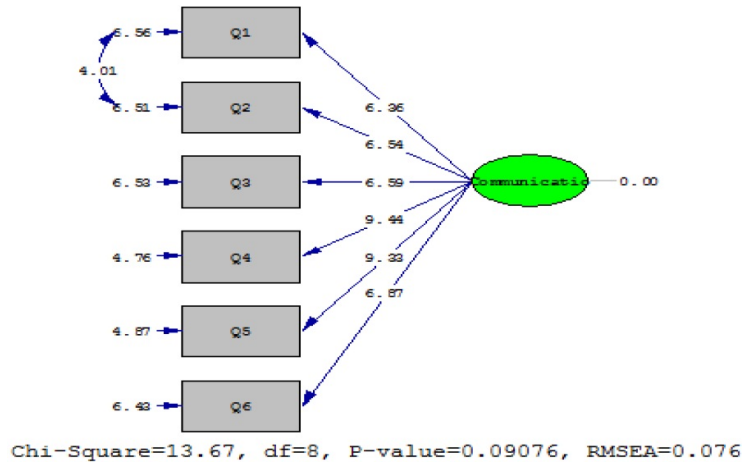 6.56 Q1
4.01
6.36
6.51 Q2
6.54
6.53 Q3 6.59 Communicatio 0.00
9.44
4.76 Q4
9.33
6.87
4.87 Q5
6.43 Q6
Chi-Square=13.67, df=8, P-value=0.09076, RMSEA=0.076